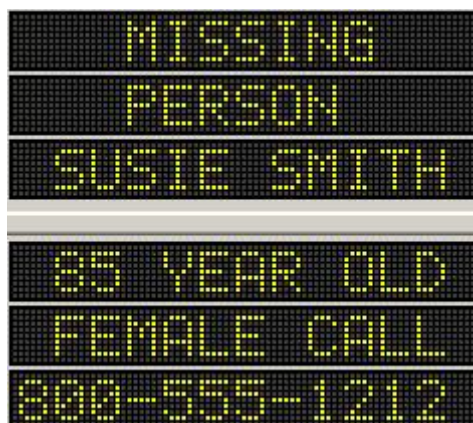 MISSING
PERSON
SUSIE SMITH
85 YEAR OLD
FEMALE CALL
800-555-1212